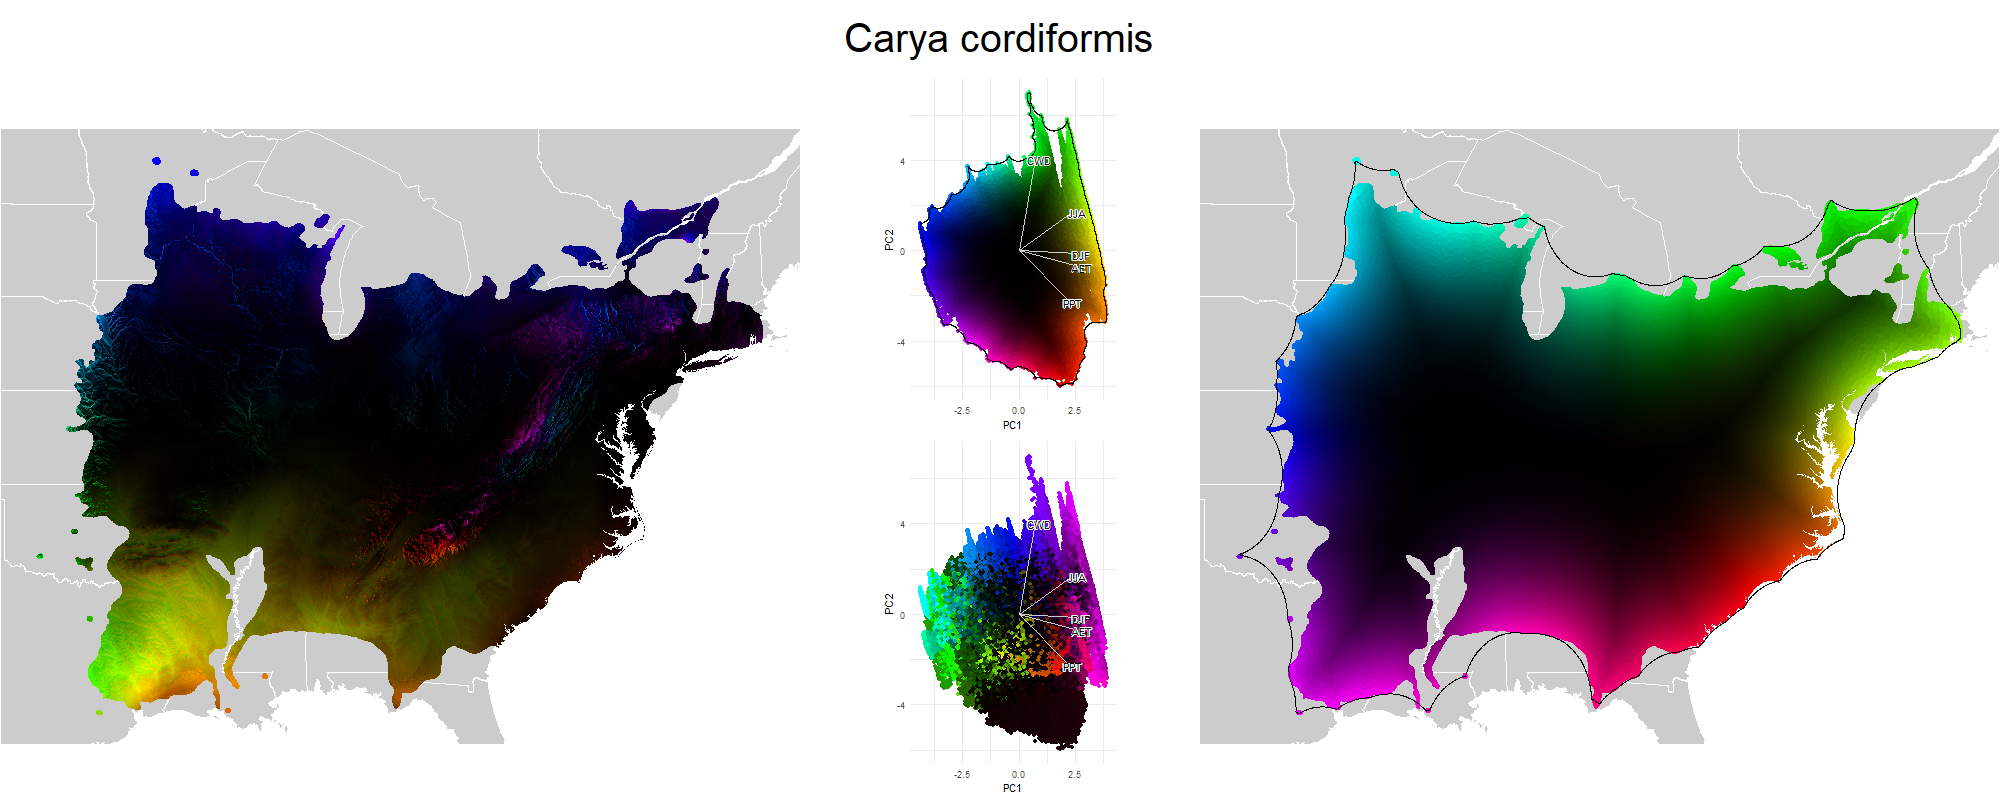 Carya cordiformis
4
0
-4
PC2
CWD
JJA
DJF
AET
PPT
-2.5 0.0 2.5
PC1
4
0
-4
PC2
CWD
JJA
DJF
AET
PPT
-2.5 0.0 2.5
PC1